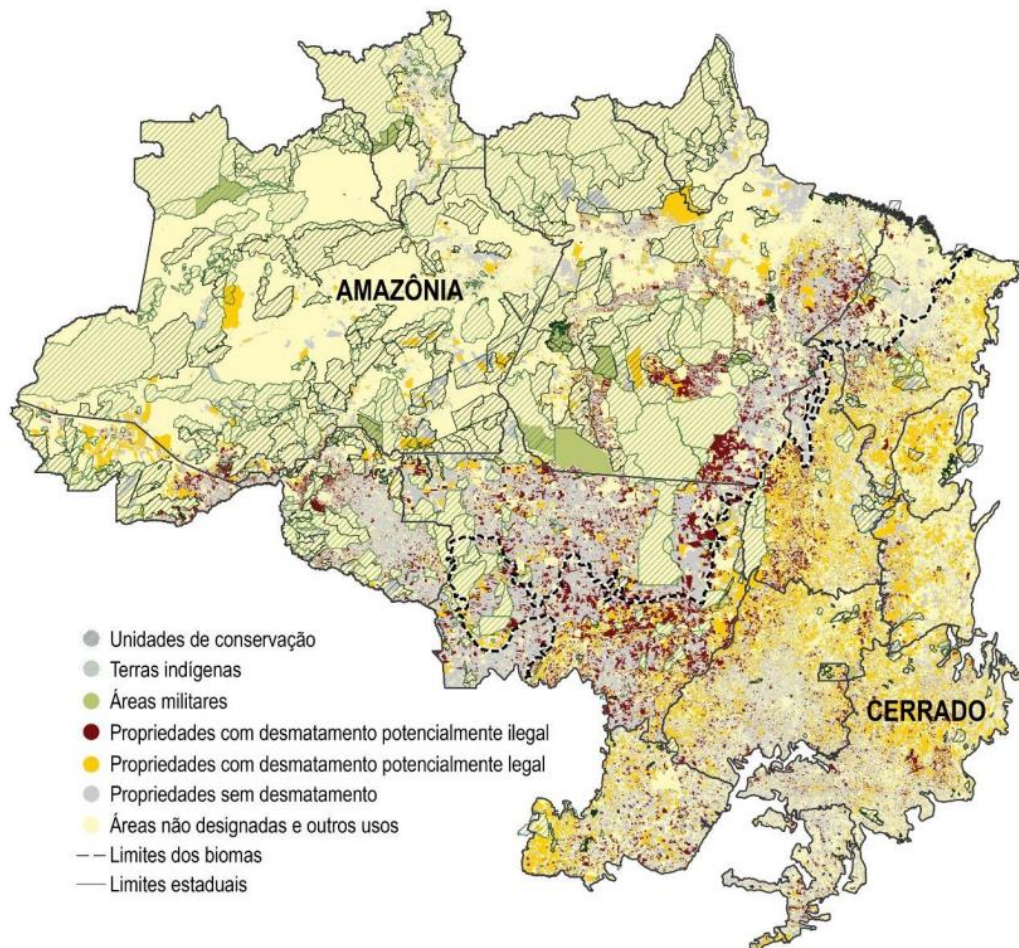 AMAZÔNIA
Unidades de conservação
Terras indígenas
Áreas militares
CERRADO
Propriedades com desmatamento potencialmente ilegal
Propriedades com desmatamento potencialmente legal
Propriedades sem desmatamento
Áreas não designadas e outros usos
Limites dos biomas
Limites estaduais